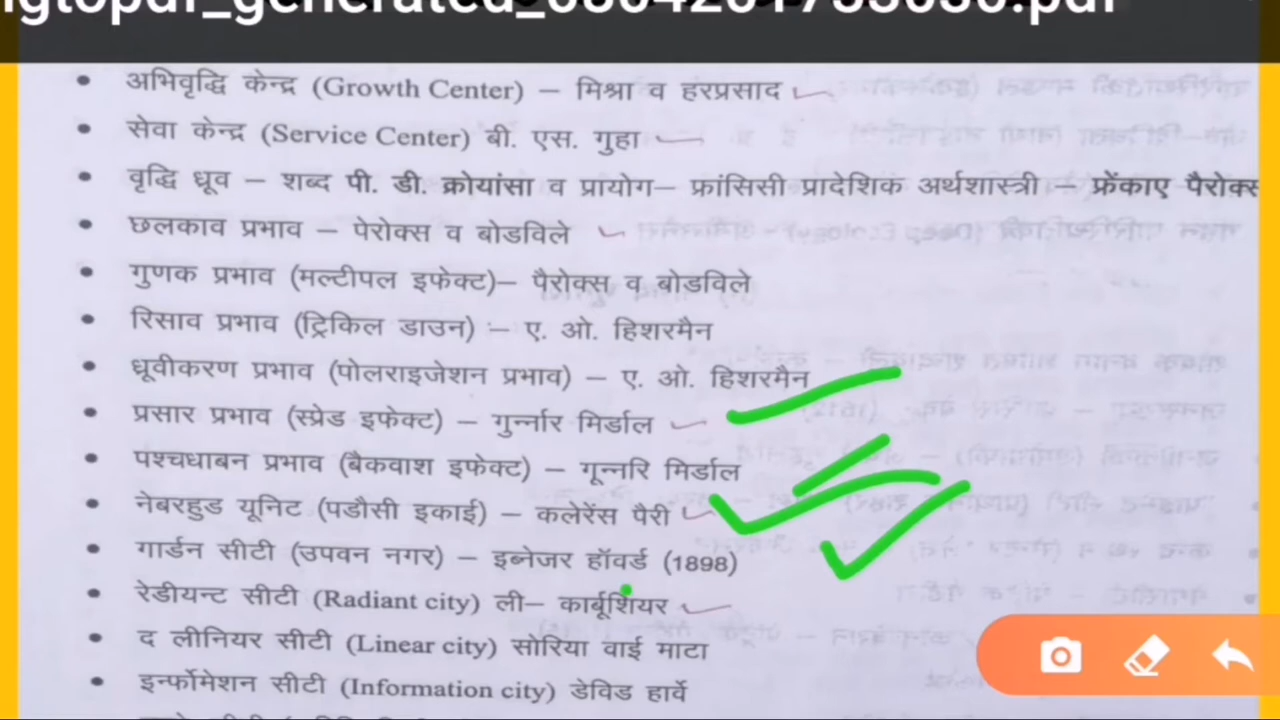 अभिवृद्धि केन्द्र (Growth Center) – मिश्रा व हरप्रसाद
सेवा केन्द्र (Service Center) बी. एस. गुहा
वृद्धि ध्रूव – शब्द पी. डी. क्रोयांसा व प्रायोग– फ्रांसिसी प्रादेशिक अर्थशास्त्री – फ्रेंकाए पैरोक्स
छलकाव प्रभाव – पेरोक्स व बोडविले
गुणक प्रभाव (मल्टीपल इफेक्ट)– पैरोक्स व बोडविले
रिसाव प्रभाव (ट्रिकिल डाउन) :– ए. ओ. हिशरमैन
ध्रूवीकरण प्रभाव (पोलराइजेशन प्रभाव) – ए. ओ. हिशरमैन
प्रसार प्रभाव (स्प्रेड इफेक्ट) – गुर्न्नार मिर्डाल
पश्चधाबन प्रभाव (बैकवाश इफेक्ट) – गून्नरि मिर्डाल
नेबरहुड यूनिट (पडौसी इकाई) – कलेरेंस पैरी
गार्डन सीटी (उपवन नगर) – इब्नेजर हॉवर्ड (1898)
रेडीयन्ट सीटी (Radiant city) ली– कार्बूशियर
द लीनियर सीटी (Linear city) सोरिया वाई माटा
इन्फोर्मेशन सीटी (Information city) डेविड हार्वे